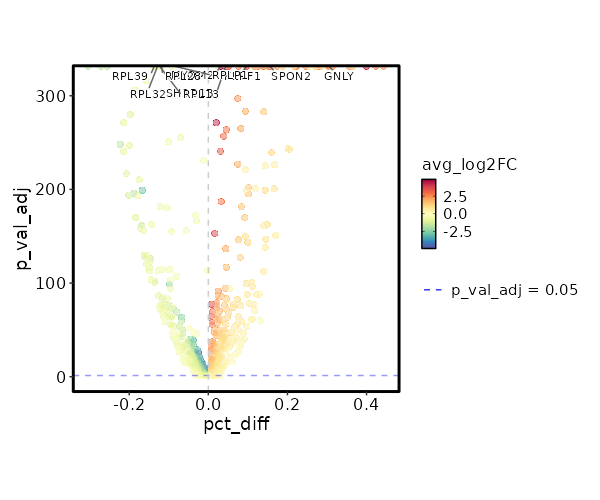 RPL39
SPON2
GNLY
RPL32
RPL13
300
200
100
0
p_val_adj
-0.2
0.0
0.2
0.4
pct_diff
avg_log2FC
2.5
0.0
-2.5
p_val_adj = 0.05